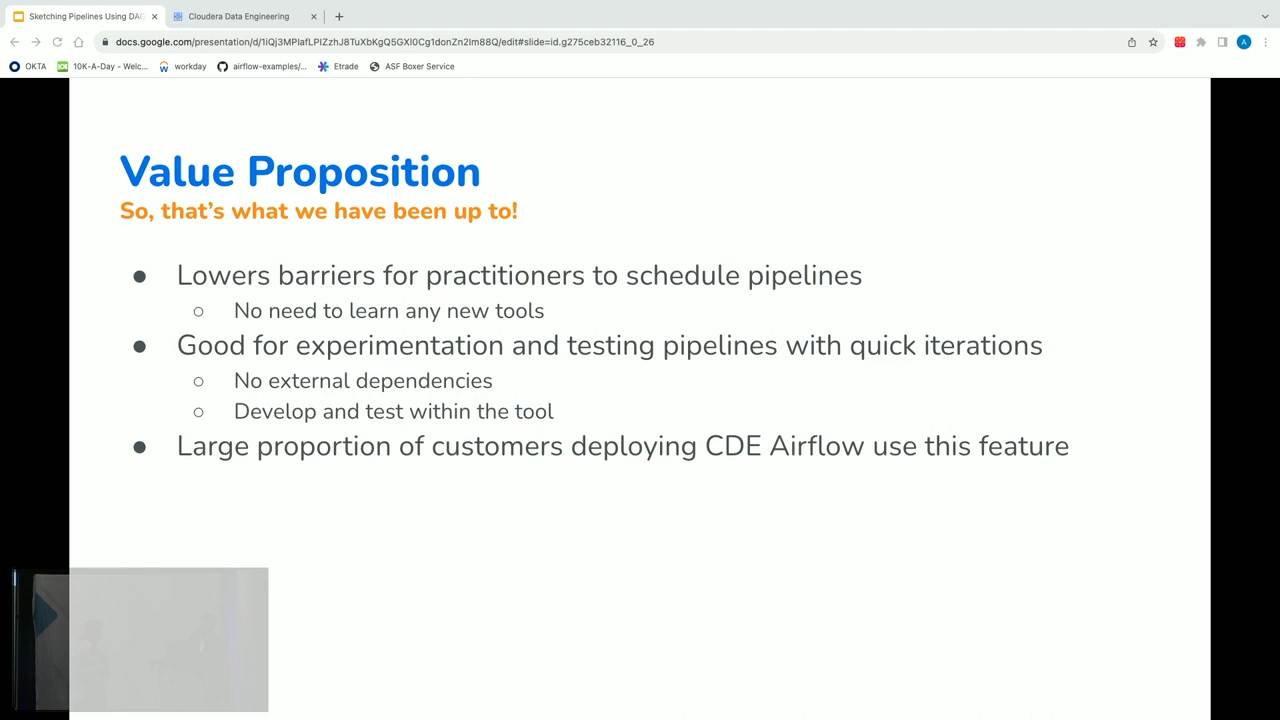 Sketching Pipelines Using DAG
Cloudera Data Engineering
docs.google.com/presentation/d/1iQj3MPIafLPIZzhJ8TuXbKgQ5GXl0Cg1donZn2lm88Q/edit#slide=id.g275ceb32116_0_26
A
OKTA
10K-A-Day - Welc...
workday
airflow-examples/...
Etrade
ASF Boxer Service
Value Proposition
So, that's what we have been up to!
● Lowers barriers for practitioners to schedule pipelines
○ No need to learn any new tools
● Good for experimentation and testing pipelines with quick iterations
○ No external dependencies
○ Develop and test within the tool
● Large proportion of customers deploying CDE Airflow use this feature